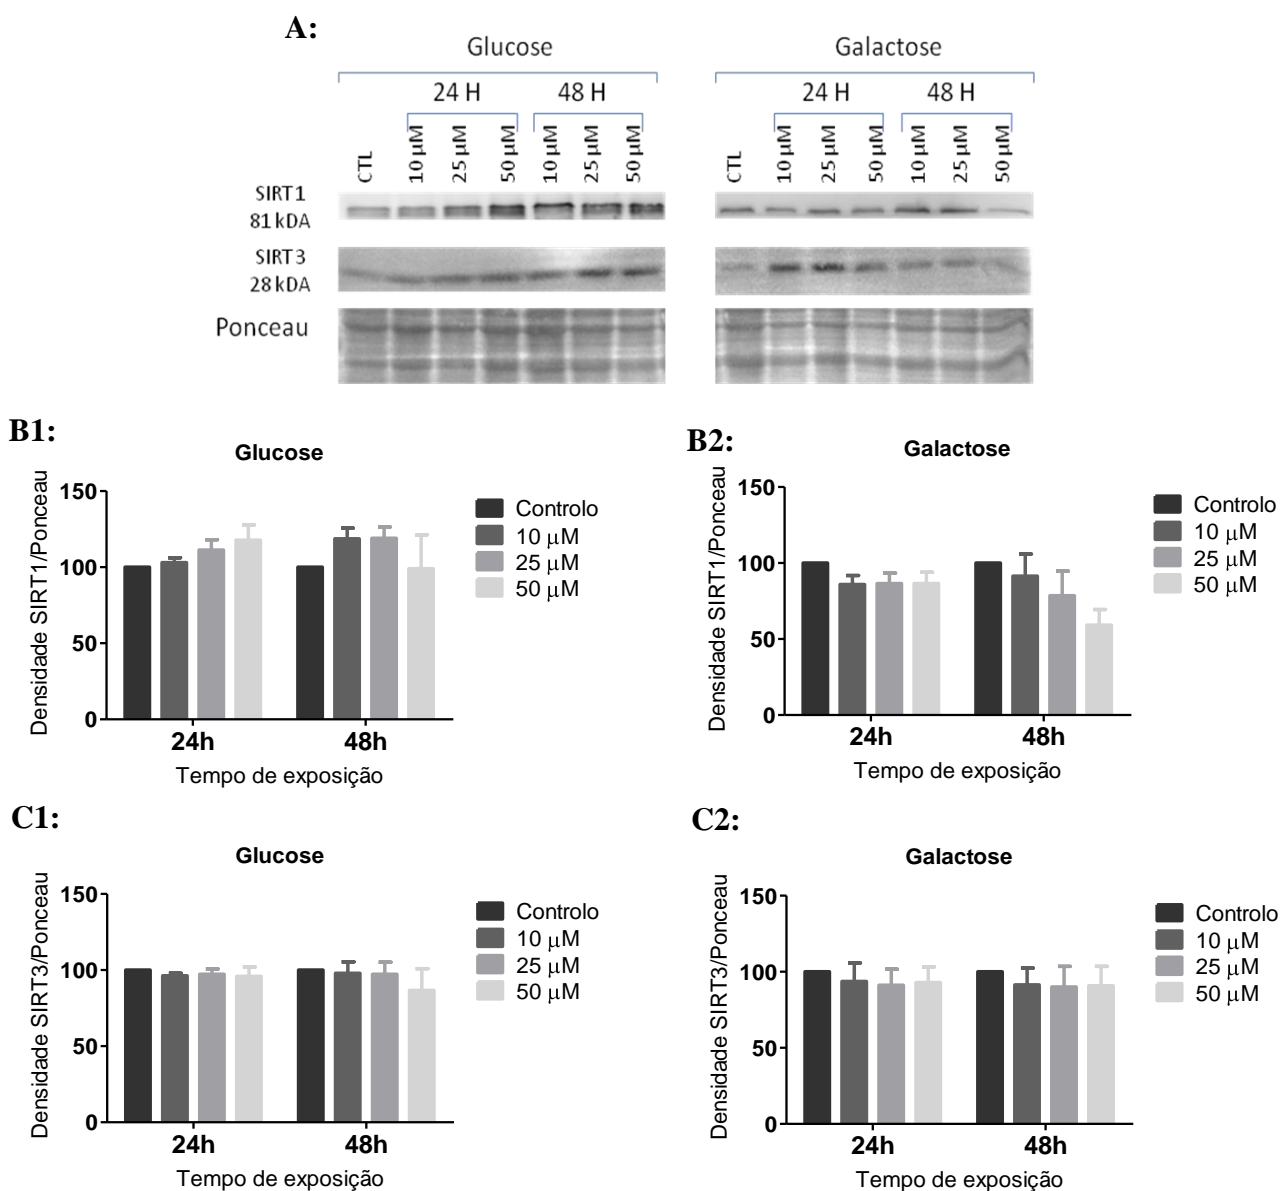 A:
Glucose
Galactose
24 H
48 H
24 H
48 H
CTL
10 µM
25 µM
50 µM
10 µM
25 µM
50 µM
CTL
10 µM
25 µM
50 µM
10 µM
25 µM
50 µM
SIRT1
81 kDA
SIRT3
28 kDA
Ponceau
B1:
Glucose
Densidade SIRT1/Ponceau
150
100
50
0
24h
48h
Tempo de exposição
Controlo
10 µM
25 µM
50 µM
B2:
Galactose
Densidade SIRT1/Ponceau
150
100
50
0
24h
48h
Tempo de exposição
Controlo
10 µM
25 µM
50 µM
C1:
Glucose
Densidade SIRT3/Ponceau
150
100
50
0
24h
48h
Tempo de exposição
Controlo
10 µM
25 µM
50 µM
C2:
Galactose
Densidade SIRT3/Ponceau
150
100
50
0
24h
48h
Tempo de exposição
Controlo
10 µM
25 µM
50 µM